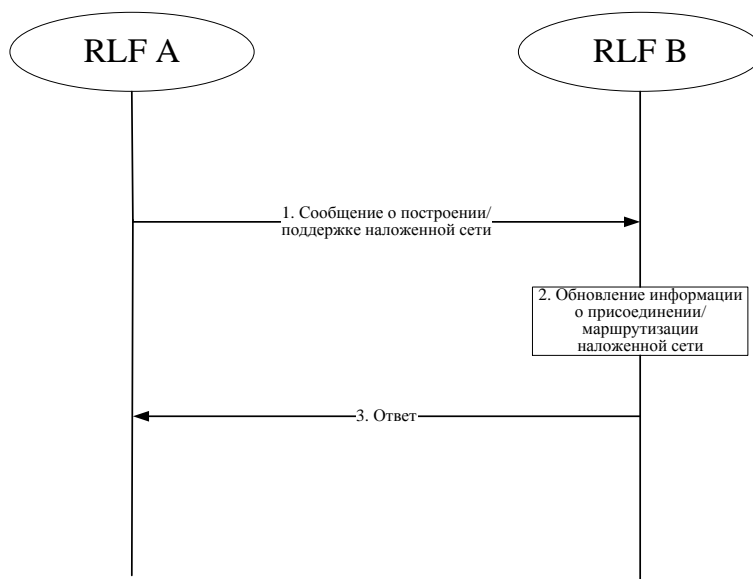 RLF A
RLF B
1. Сообщение о построении/
поддержке наложенной сети
2. Обновление информации
о присоединении/
маршрутизации
наложенной сети
3. Ответ